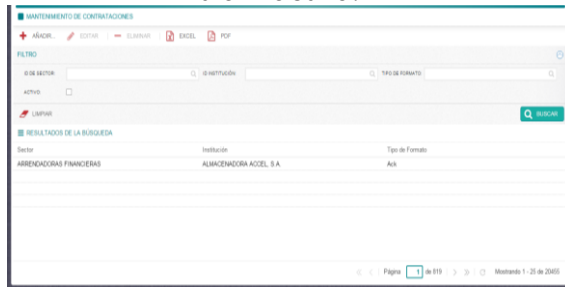 MANTENIMIENTO DE CONTRATACIONES
AÑADIR... EDITAR ELIMINAR EXCEL PDF
FILTRO
ID DE SECTOR: ID INSTITUCIÓN: TIPO DE FORMATO:
ACTIVO:
LIMPIAR BUSCAR
RESULTADOS DE LA BÚSQUEDA
Sector Institución Tipo de Formato
ARRENDADORAS FINANCIERAS ALMACENADORA ACCEL, S.A. Ack
Página 1 de 819 Mostrando 1 - 25 de 20455